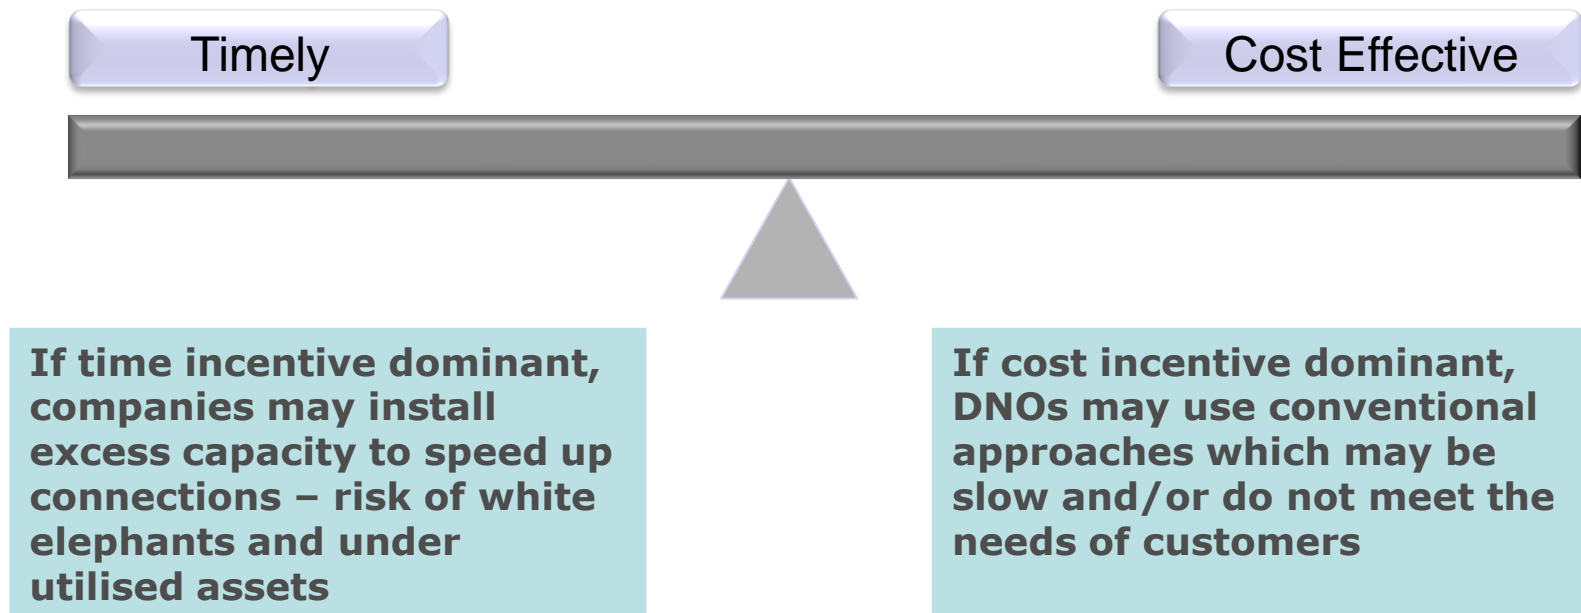 Timely
Cost Effective
If time incentive dominant,
companies may install
excess capacity to speed up
connections – risk of white
elephants and under
utilised assets
If cost incentive dominant,
DNOs may use conventional
approaches which may be
slow and/or do not meet the
needs of customers